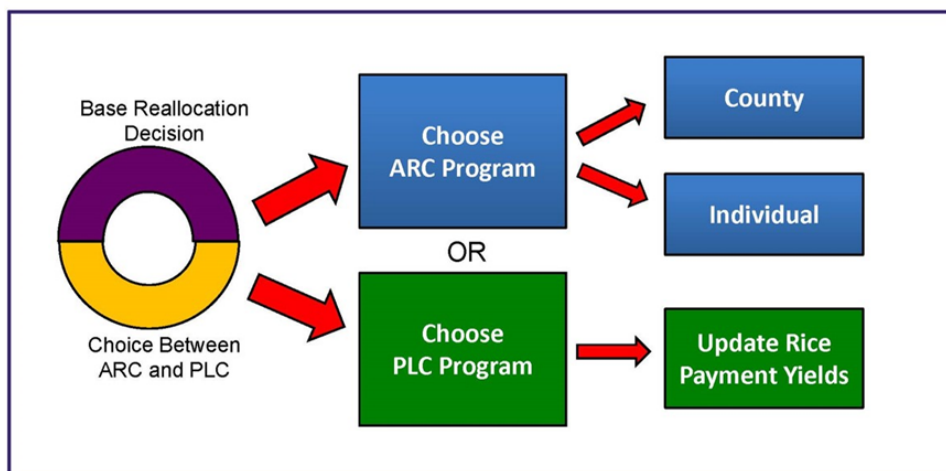 Base Reallocation
Decision
Choice Between
ARC and PLC
Choose
ARC Program
OR
Choose
PLC Program
County
Individual
Update Rice
Payment Yields